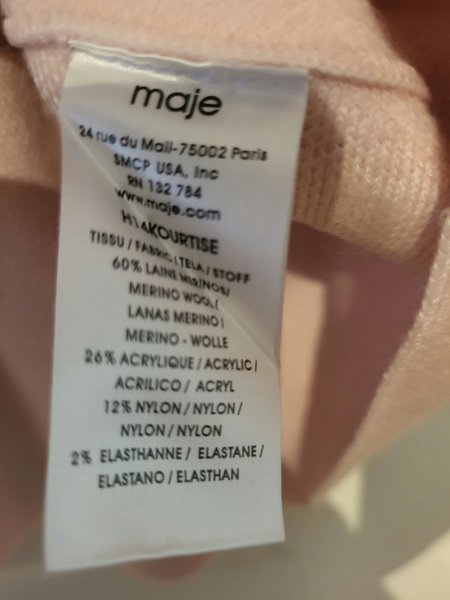 maje
24 rue du Mail-75002 Paris
SMCP USA, Inc
RN 132 784
www.maje.com
H14KOURTISE
TISSU / FABRIC / TELA / STOFF
60% LAINE MERINOS/
MERINO WOOL/
LANAS MERINO/
MERINO - WOLLE
26% ACRYLIQUE / ACRYLIC/
ACRILICO / ACRYL
12% NYLON / NYLON /
NYLON / NYLON
2% ELASTHANNE / ELASTANE /
ELASTANO / ELASTHAN